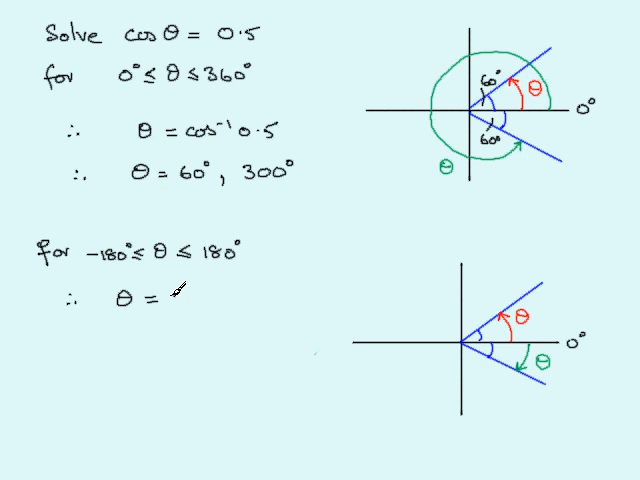 Solve cos θ = 0.5
for 0° ≤ θ ≤ 360°
∴ θ = cos⁻¹ 0.5
∴ θ = 60°, 300°
60°
θ
0°
60°
θ
for -180° ≤ θ ≤ 180°
∴ θ =
θ
0°
θ